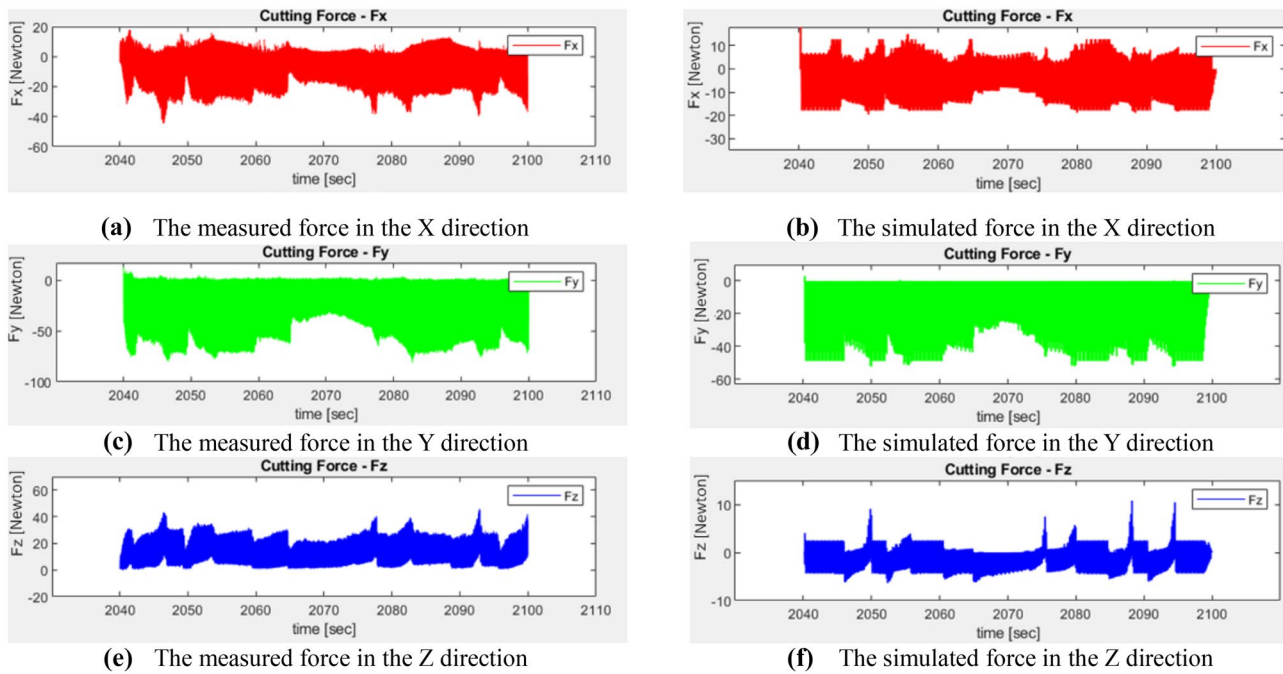 Cutting Force - Fx
Fx [Newton]
20
0
-20
-40
-60
Fx
2040 2050 2060 2070 2080 2090 2100 2110
time [sec]
(a) The measured force in the X direction
Cutting Force - Fx
Fx [Newton]
10
0
-10
-20
-30
Fx
2040 2050 2060 2070 2080 2090 2100
time [sec]
(b) The simulated force in the X direction
Cutting Force - Fy
Fy [Newton]
0
-50
-100
Fy
2040 2050 2060 2070 2080 2090 2100 2110
time [sec]
(c) The measured force in the Y direction
Cutting Force - Fy
Fy [Newton]
0
-20
-40
-60
Fy
2040 2050 2060 2070 2080 2090 2100
time [sec]
(d) The simulated force in the Y direction
Cutting Force - Fz
Fz [Newton]
60
40
20
0
-20
Fz
2040 2050 2060 2070 2080 2090 2100 2110
time [sec]
(e) The measured force in the Z direction
Cutting Force - Fz
Fz [Newton]
10
0
-10
Fz
2040 2050 2060 2070 2080 2090 2100
time [sec]
(f) The simulated force in the Z direction